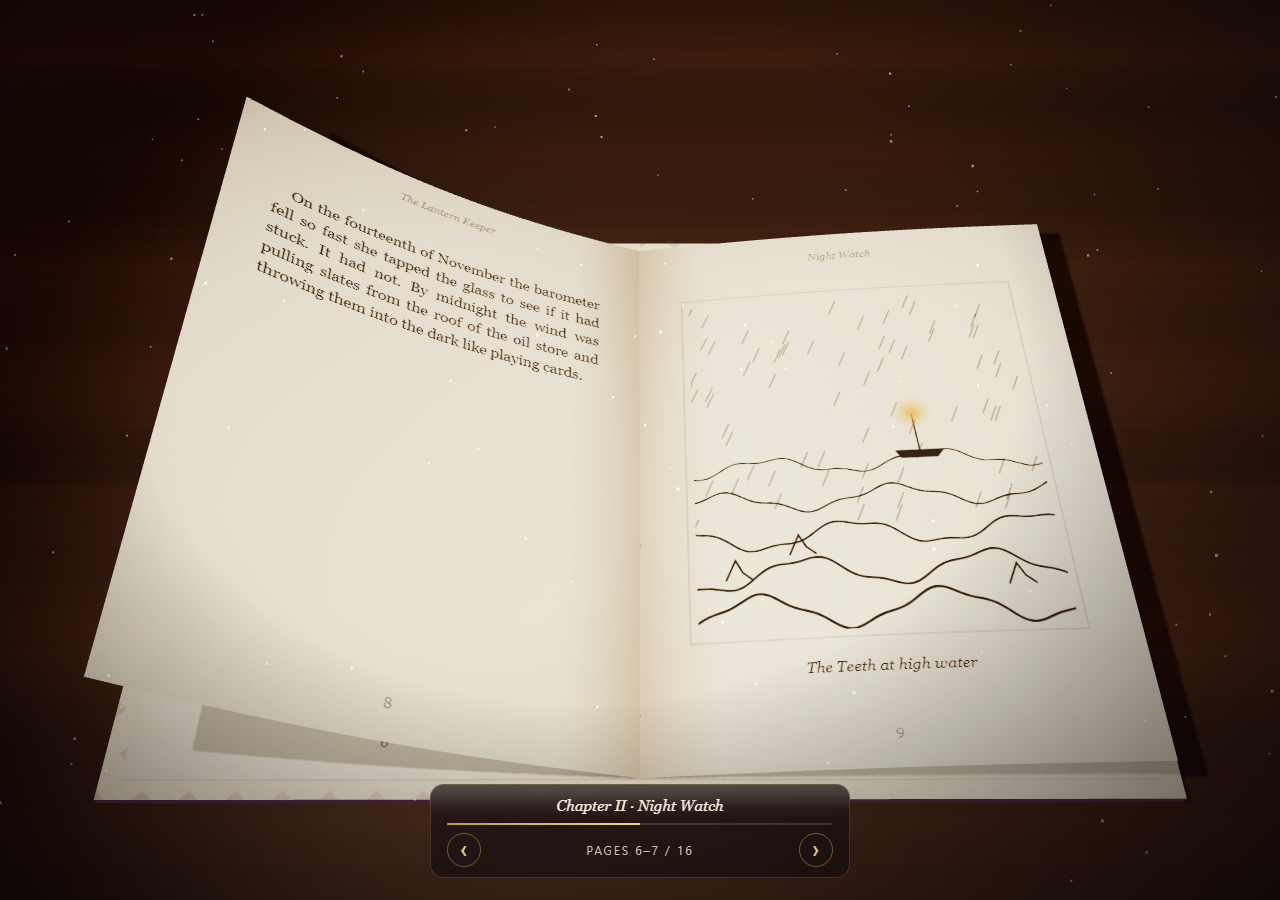 The Lantern Keeper
On the fourteenth of November the barometer
fell so fast she tapped the glass to see if it had
stuck. It had not. By midnight the wind was
pulling slates from the roof of the oil store and
throwing them into the dark like playing cards.
8
Night Watch
The Teeth at high water
9
Chapter II · Night Watch
‹
PAGES 6–7 / 16
›